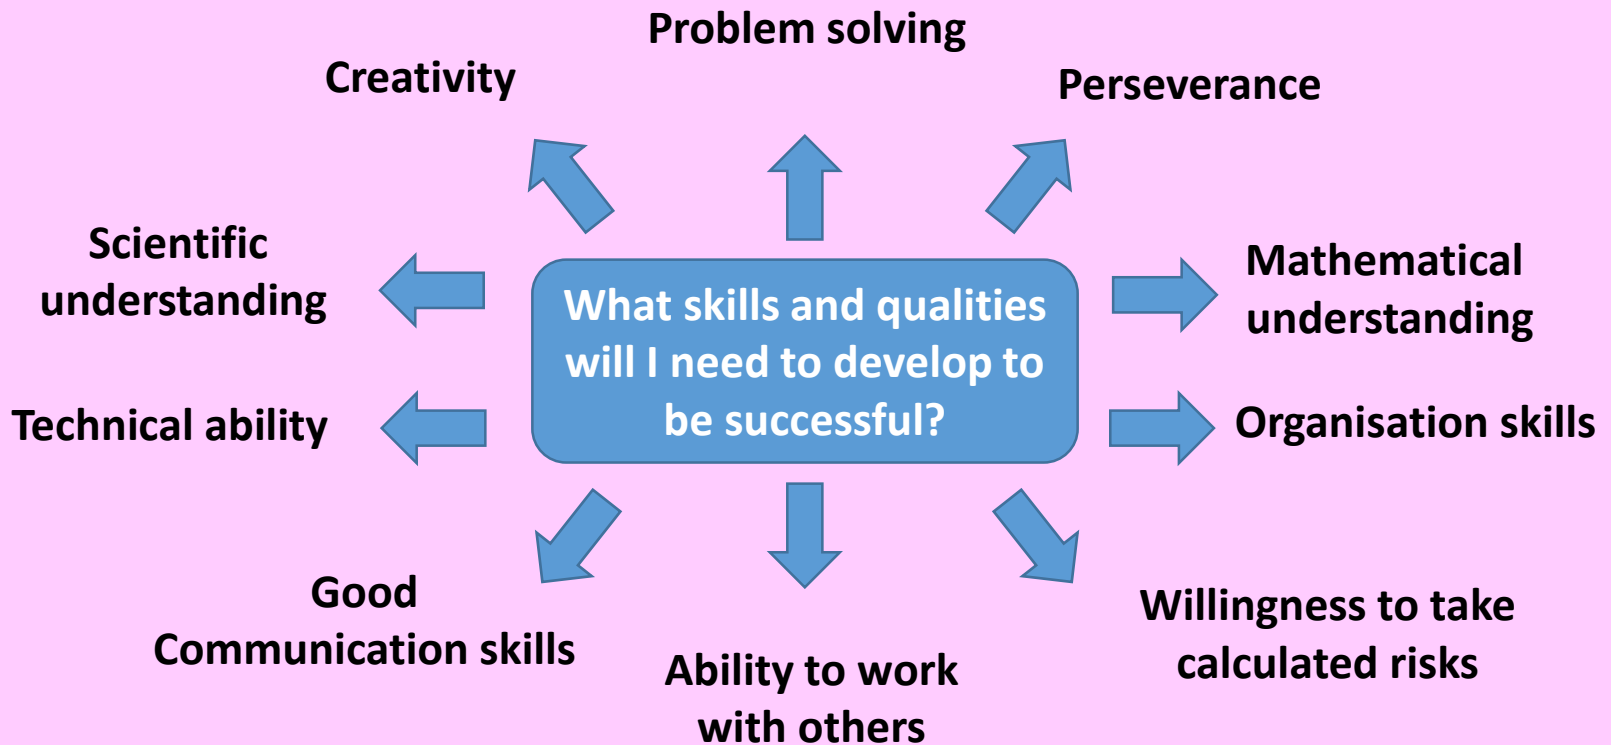 Problem solving
Creativity
Perseverance
Scientific
understanding
What skills and qualities
will I need to develop to
be successful?
Mathematical
understanding
Technical ability
Organisation skills
Good
Communication skills
Ability to work
with others
Willingness to take
calculated risks